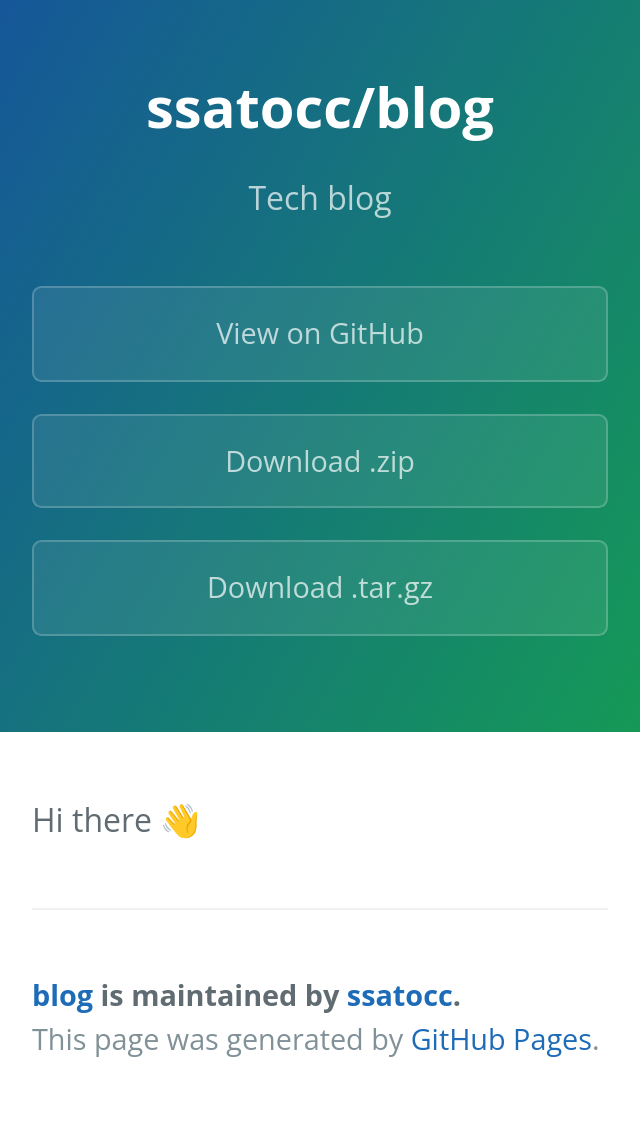 ssatocc/blog
Tech blog
View on GitHub
Download .zip
Download .tar.gz
Hi there 👋
blog is maintained by ssatocc.
This page was generated by GitHub Pages.